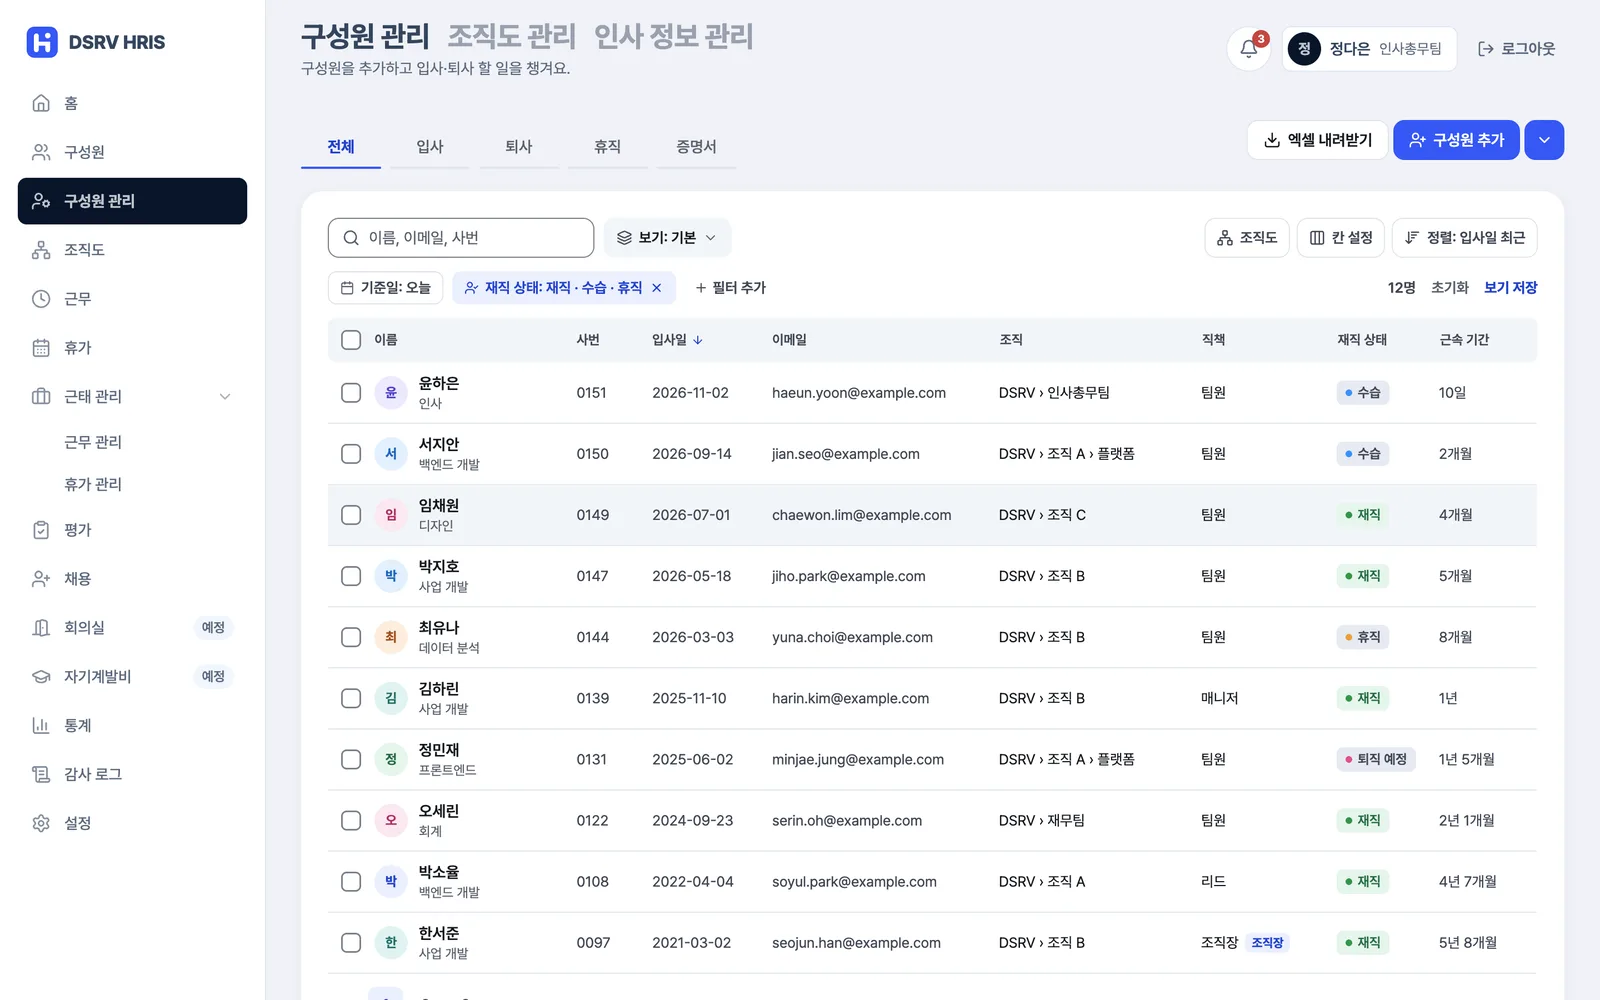 DSRV HRIS
홈
구성원
구성원 관리
조직도
근무
휴가
근태 관리
근무 관리
휴가 관리
평가
채용
회의실 예정
자기계발비 예정
통계
감사 로그
설정
구성원 관리 조직도 관리 인사 정보 관리
구성원을 추가하고 입사·퇴사 할 일을 챙겨요.
3
정 정다은 인사총무팀
로그아웃
전체 입사 퇴사 휴직 증명서
엑셀 내려받기
구성원 추가
이름, 이메일, 사번
보기: 기본
조직도
칸 설정
정렬: 입사일 최근
기준일: 오늘
재직 상태: 재직 · 수습 · 휴직
필터 추가
12명 초기화 보기 저장
이름 사번 입사일 이메일 조직 직책 재직 상태 근속 기간
윤 윤하은 인사 0151 2026-11-02 haeun.yoon@example.com DSRV › 인사총무팀 팀원 수습 10일
서 서지안 백엔드 개발 0150 2026-09-14 jian.seo@example.com DSRV › 조직 A › 플랫폼 팀원 수습 2개월
임 임채원 디자인 0149 2026-07-01 chaewon.lim@example.com DSRV › 조직 C 팀원 재직 4개월
박 박지호 사업 개발 0147 2026-05-18 jiho.park@example.com DSRV › 조직 B 팀원 재직 5개월
최 최유나 데이터 분석 0144 2026-03-03 yuna.choi@example.com DSRV › 조직 B 팀원 휴직 8개월
김 김하린 사업 개발 0139 2025-11-10 harin.kim@example.com DSRV › 조직 B 매니저 재직 1년
정 정민재 프론트엔드 0131 2025-06-02 minjae.jung@example.com DSRV › 조직 A › 플랫폼 팀원 퇴직 예정 1년 5개월
오 오세린 회계 0122 2024-09-23 serin.oh@example.com DSRV › 재무팀 팀원 재직 2년 1개월
박 박소율 백엔드 개발 0108 2022-04-04 soyul.park@example.com DSRV › 조직 A 리드 재직 4년 7개월
한 한서준 사업 개발 0097 2021-03-02 seojun.han@example.com DSRV › 조직 B 조직장 조직장 재직 5년 8개월